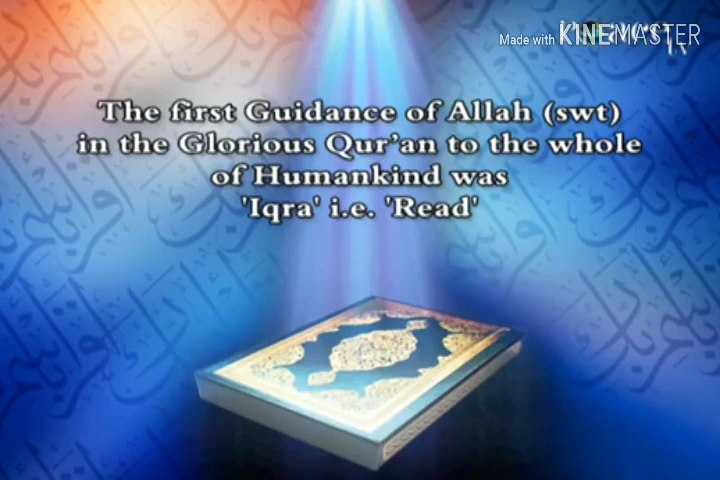 Made with KINEMASTER
The first Guidance of Allah (swt)
in the Glorious Qur'an to the whole
of Humankind was
'Iqra' i.e. 'Read'